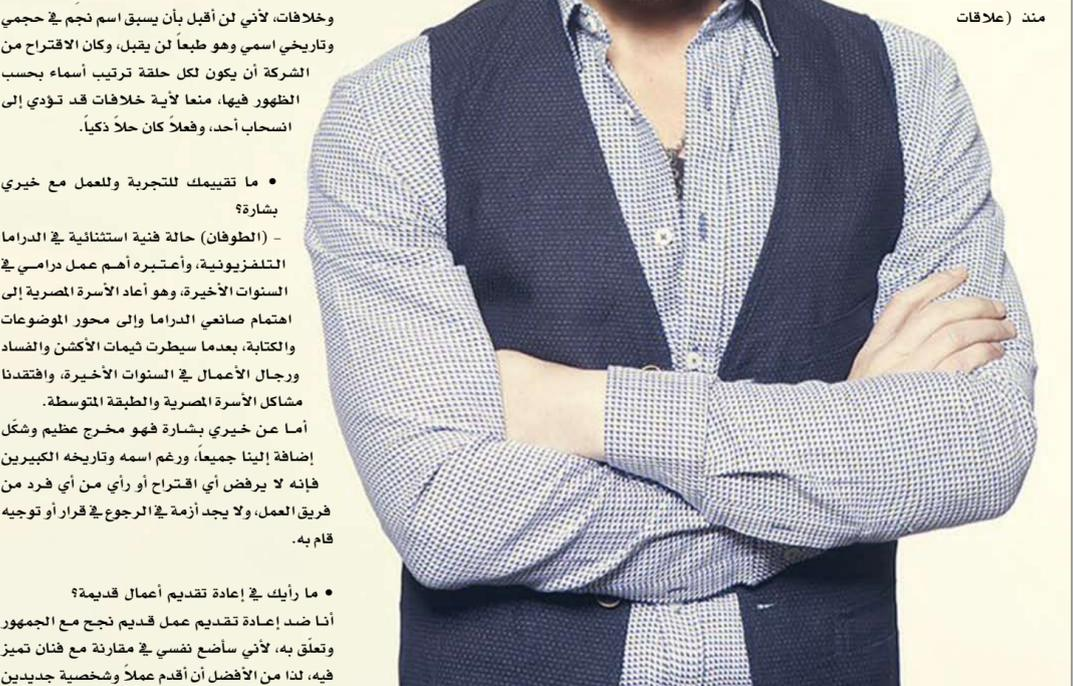 منذ (علاقات
وخلافات، لأني لن أقبل بأن يسبق اسم نجم في حجمي
وتاريخي اسمي وهو طبعاً لن يقبل، وكان الاقتراح من
الشركة أن يكون لكل حلقة ترتيب أسماء بحسب
الظهور فيها، منعا لأية خلافات قد تؤدي إلى
انسحاب أحد، وفعلاً كان حلاً ذكياً.
• ما تقييمك للتجربة وللعمل مع خيري
بشارة؟
- (الطوفان) حالة فنية استثنائية في الدراما
التلفزيونية، وأعتبره أهم عمل درامي في
السنوات الأخيرة، وهو أعاد الأسرة المصرية إلى
اهتمام صانعي الدراما وإلى محور الموضوعات
والكتابة، بعدما سيطرت ثيمات الأكشن والفساد
ورجال الأعمال في السنوات الأخيرة، وافتقدنا
مشاكل الأسرة المصرية والطبقة المتوسطة.
أما عن خيري بشارة فهو مخرج عظيم وشكّل
إضافة إلينا جميعاً، ورغم اسمه وتاريخه الكبيرين
فإنه لا يرفض أي اقتراح أو رأي من أي فرد من
فريق العمل، ولا يجد أزمة في الرجوع في قرار أو توجيه
قام به.
• ما رأيك في إعادة تقديم أعمال قديمة؟
أنا ضد إعادة تقديم عمل قديم نجح مع الجمهور
وتعلّق به، لأني سأضع نفسي في مقارنة مع فنان تميز
فيه، لذا من الأفضل أن أقدم عملاً وشخصية جديدين